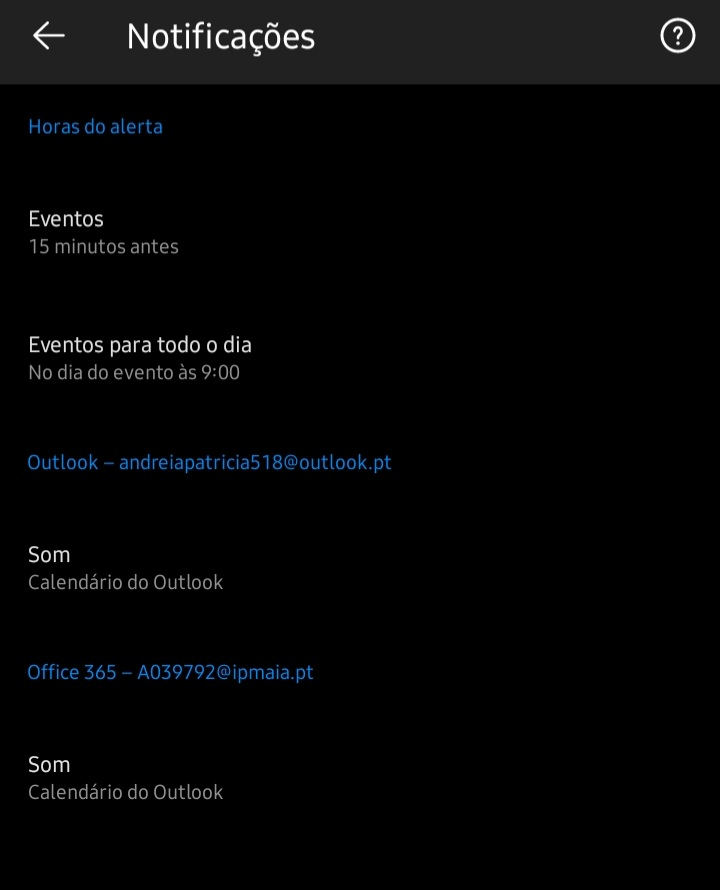 Notificações
Horas do alerta
Eventos
15 minutos antes
Eventos para todo o dia
No dia do evento às 9:00
Outlook – andreiapatricia518@outlook.pt
Som
Calendário do Outlook
Office 365 – A039792@ipmaia.pt
Som
Calendário do Outlook